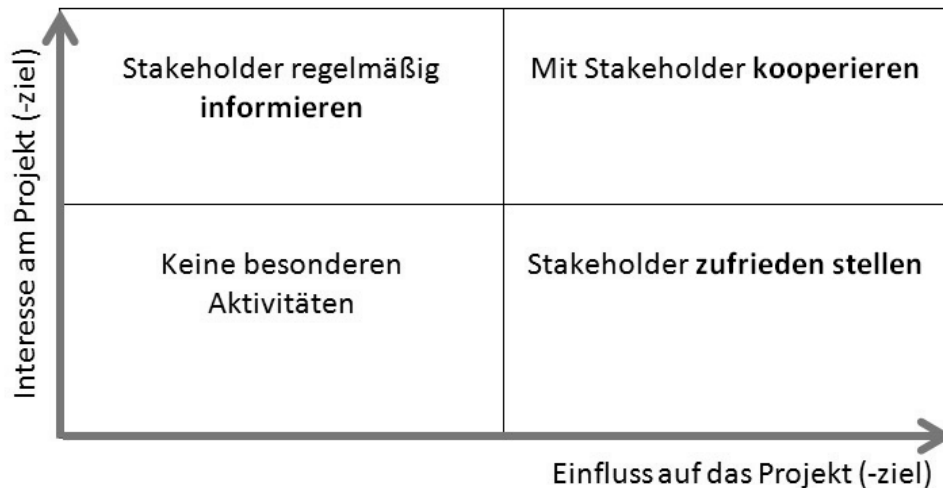 Interesse am Projekt (-ziel)
Stakeholder regelmäßig
informieren
Mit Stakeholder kooperieren
Keine besonderen
Aktivitäten
Stakeholder zufrieden stellen
Einfluss auf das Projekt (-ziel)